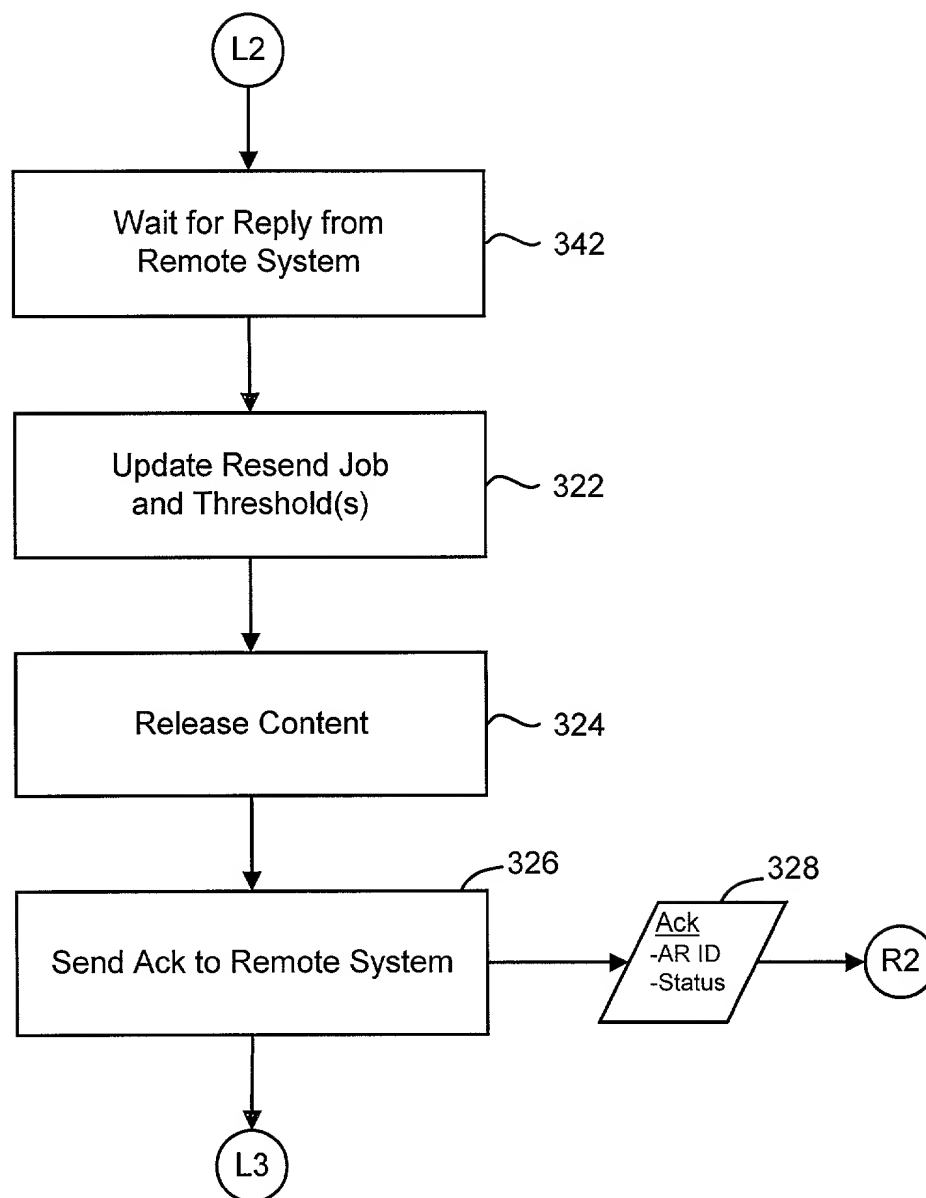 L2
Wait for Reply from
Remote System
342
Update Resend Job
and Threshold(s)
322
Release Content
324
326
328
Send Ack to Remote System
Ack
-AR ID
-Status
R2
L3